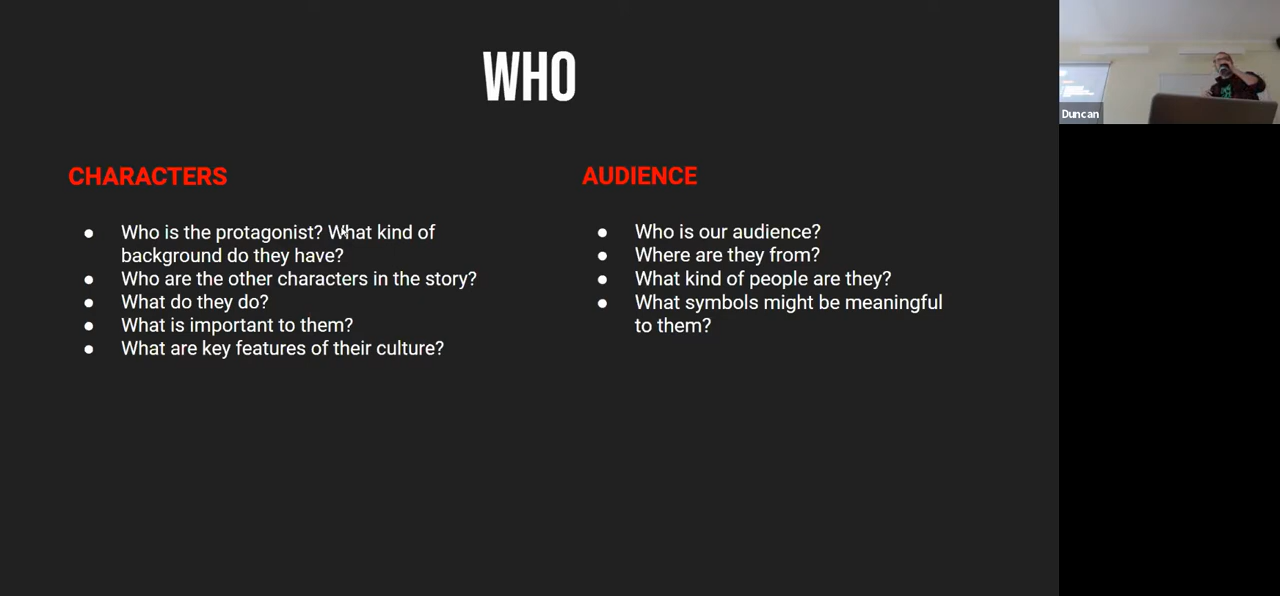 WHO
CHARACTERS
Who is the protagonist? What kind of
background do they have?
Who are the other characters in the story?
What do they do?
What is important to them?
What are key features of their culture?
AUDIENCE
Who is our audience?
Where are they from?
What kind of people are they?
What symbols might be meaningful
to them?
Duncan